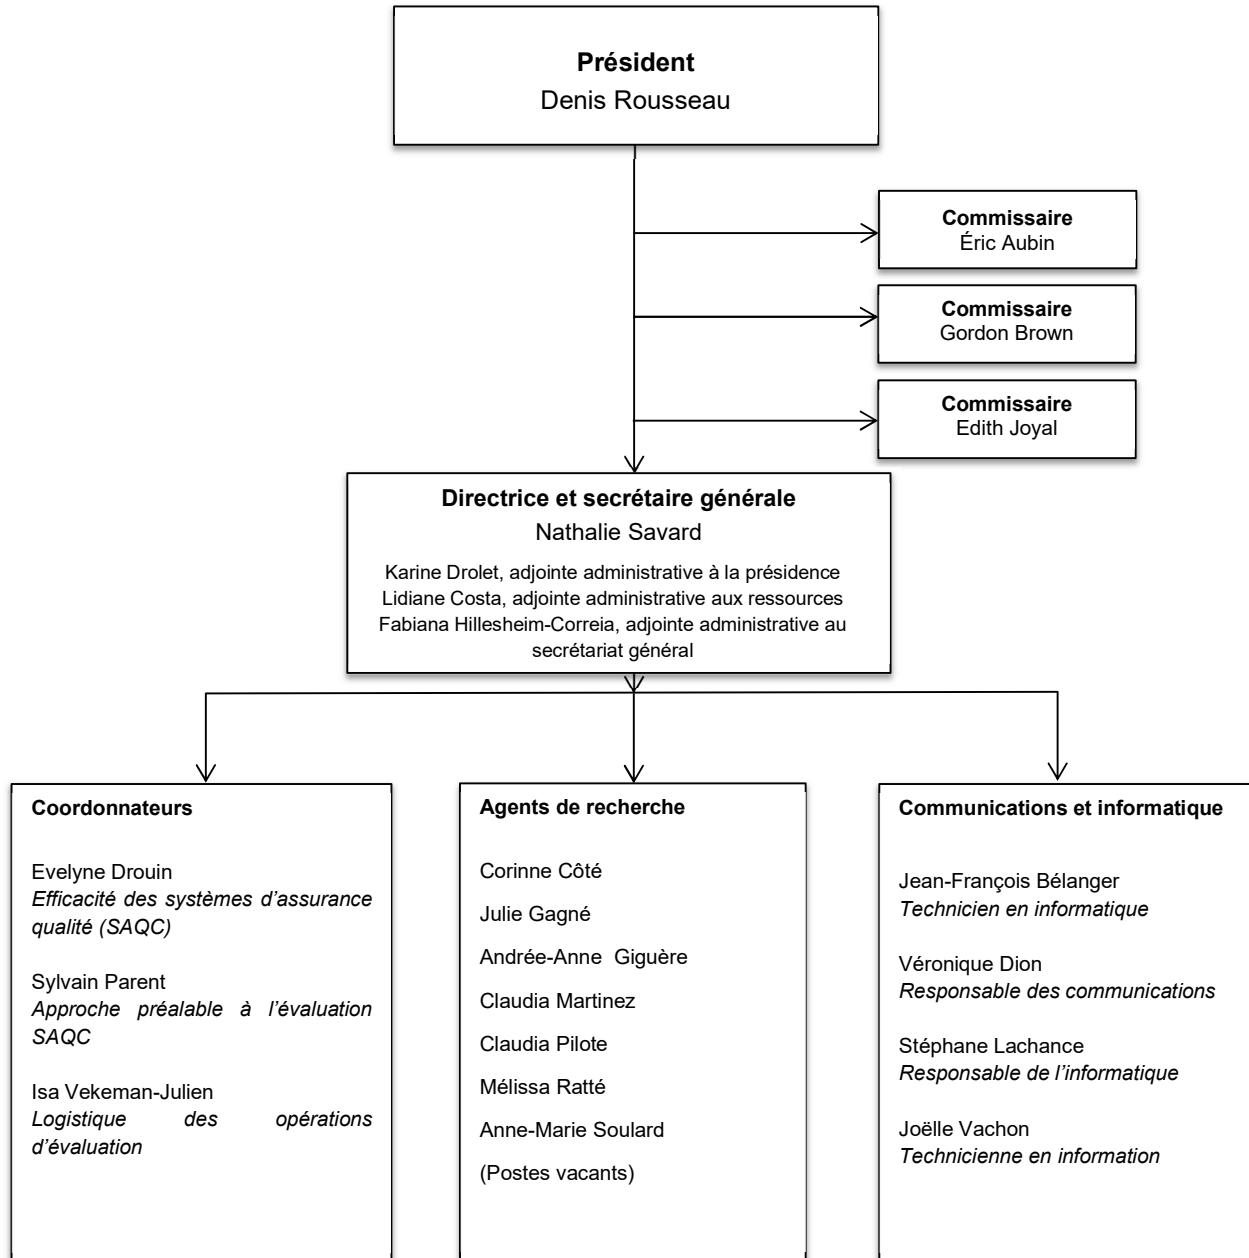 Président
Denis Rousseau
Commissaire
Éric Aubin
Commissaire
Gordon Brown
Commissaire
Edith Joyal
Directrice et secrétaire générale
Nathalie Savard
Karine Drolet, adjointe administrative à la présidence
Lidiane Costa, adjointe administrative aux ressources
Fabiana Hillesheim-Correia, adjointe administrative au
secrétariat général
Coordonnateurs
Evelyne Drouin
Efficacité des systèmes d’assurance
qualité (SAQC)
Sylvain Parent
Approche préalable à l’évaluation
SAQC
Isa Vekeman-Julien
Logistique des opérations
d’évaluation
Agents de recherche
Corinne Côté
Julie Gagné
Andrée-Anne Giguère
Claudia Martinez
Claudia Pilote
Mélissa Ratté
Anne-Marie Soulard
(Postes vacants)
Communications et informatique
Jean-François Bélanger
Technicien en informatique
Véronique Dion
Responsable des communications
Stéphane Lachance
Responsable de l’informatique
Joëlle Vachon
Technicienne en information